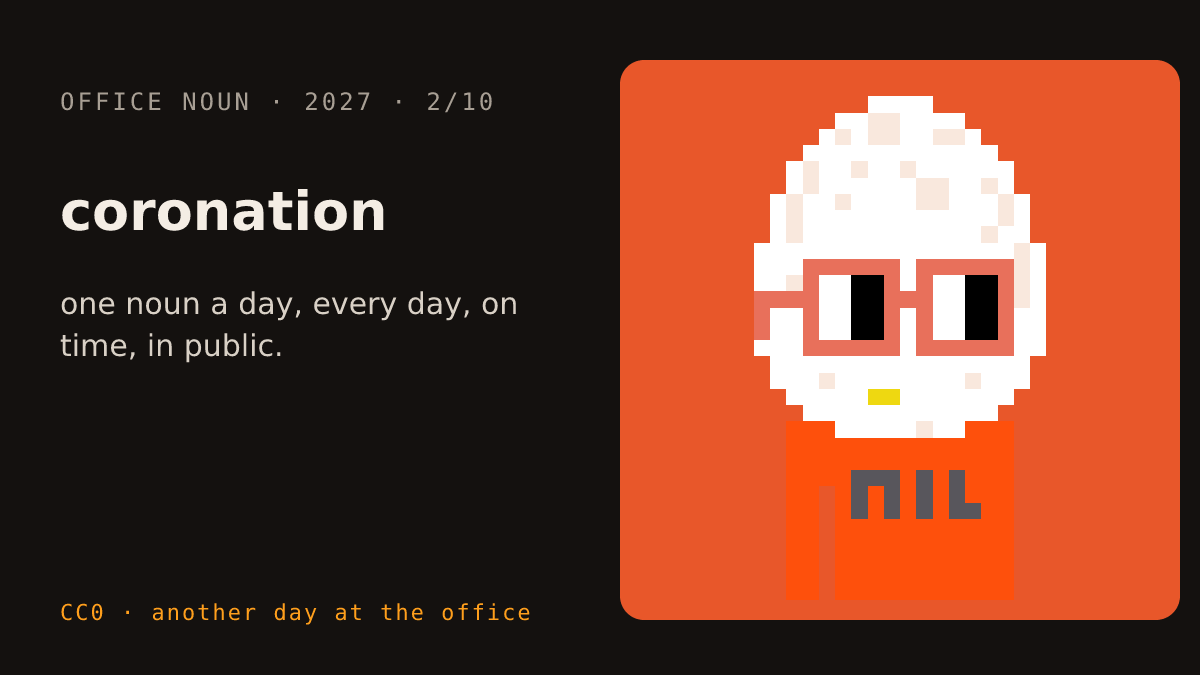 OFFICE NOUN · 2027 · 2/10
coronation
one noun a day, every day, on
time, in public.
NIL
CC0 · another day at the office